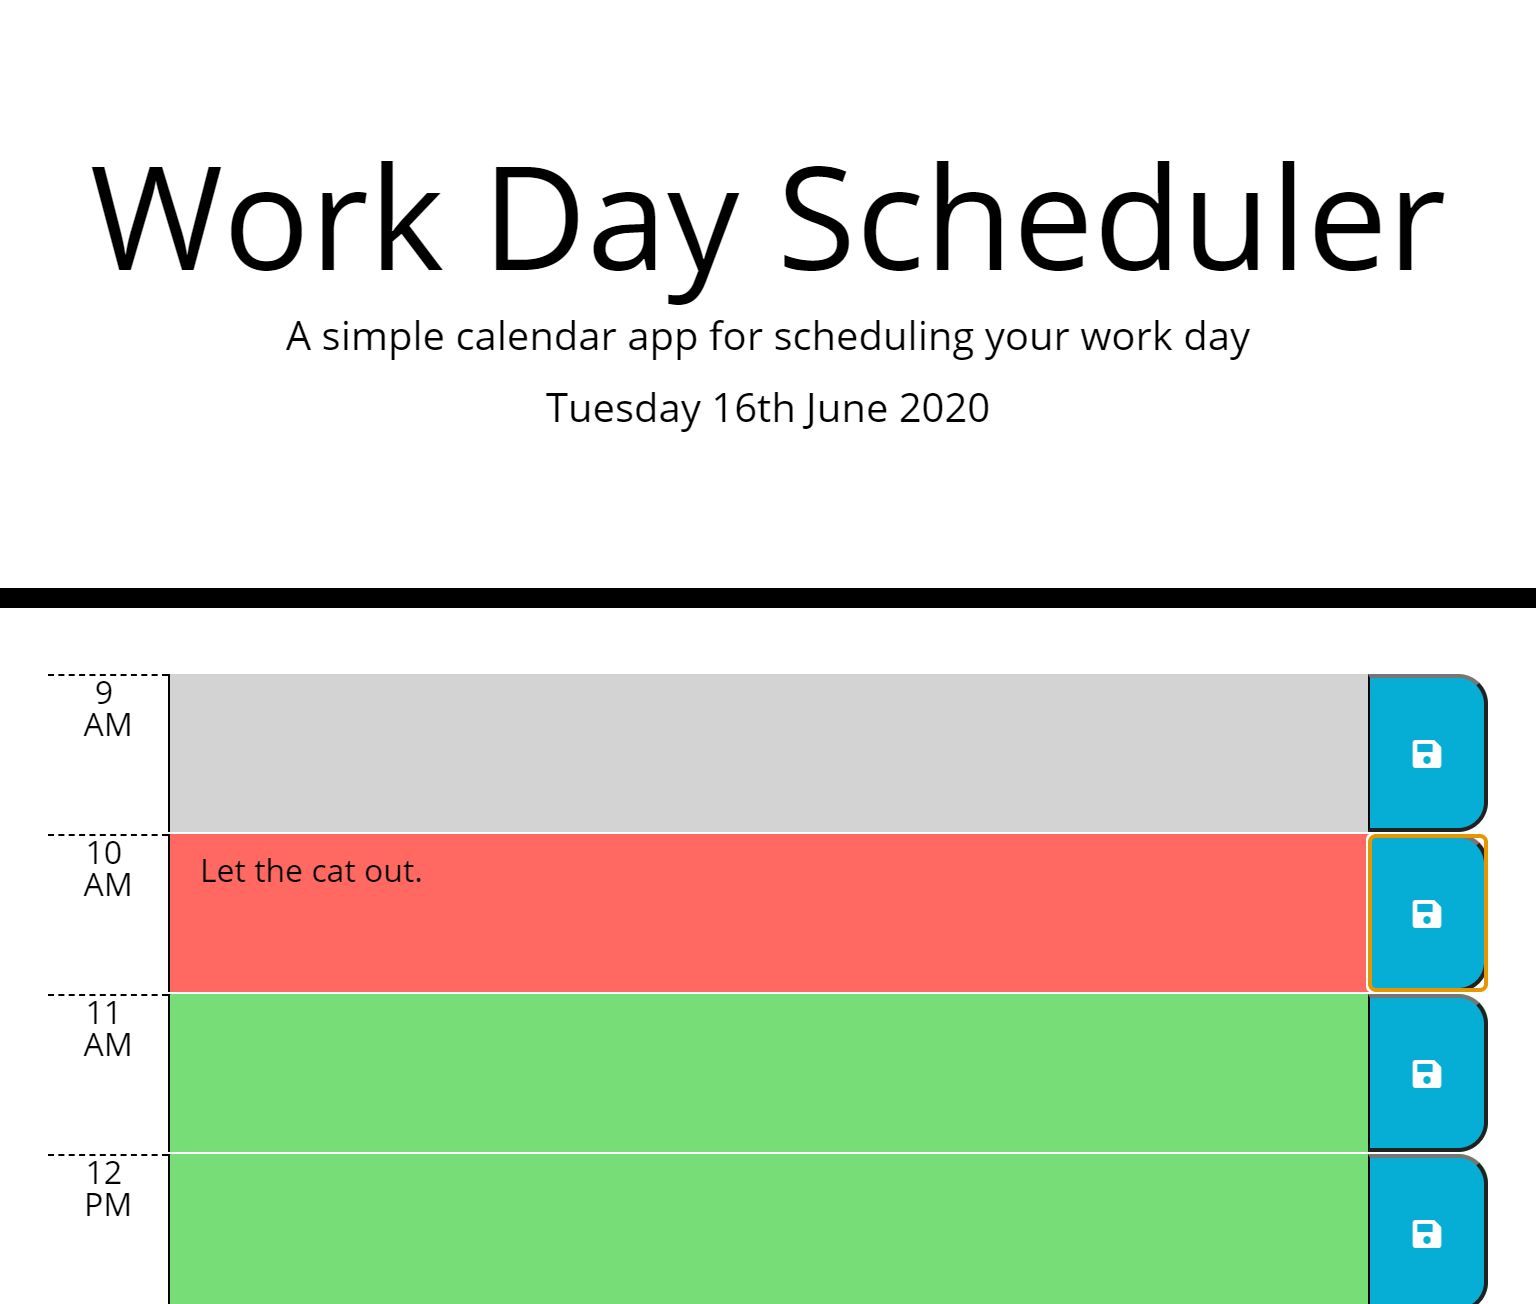 Work Day Scheduler
A simple calendar app for scheduling your work day
Tuesday 16th June 2020
9
AM
10
AM
Let the cat out.
11
AM
12
PM